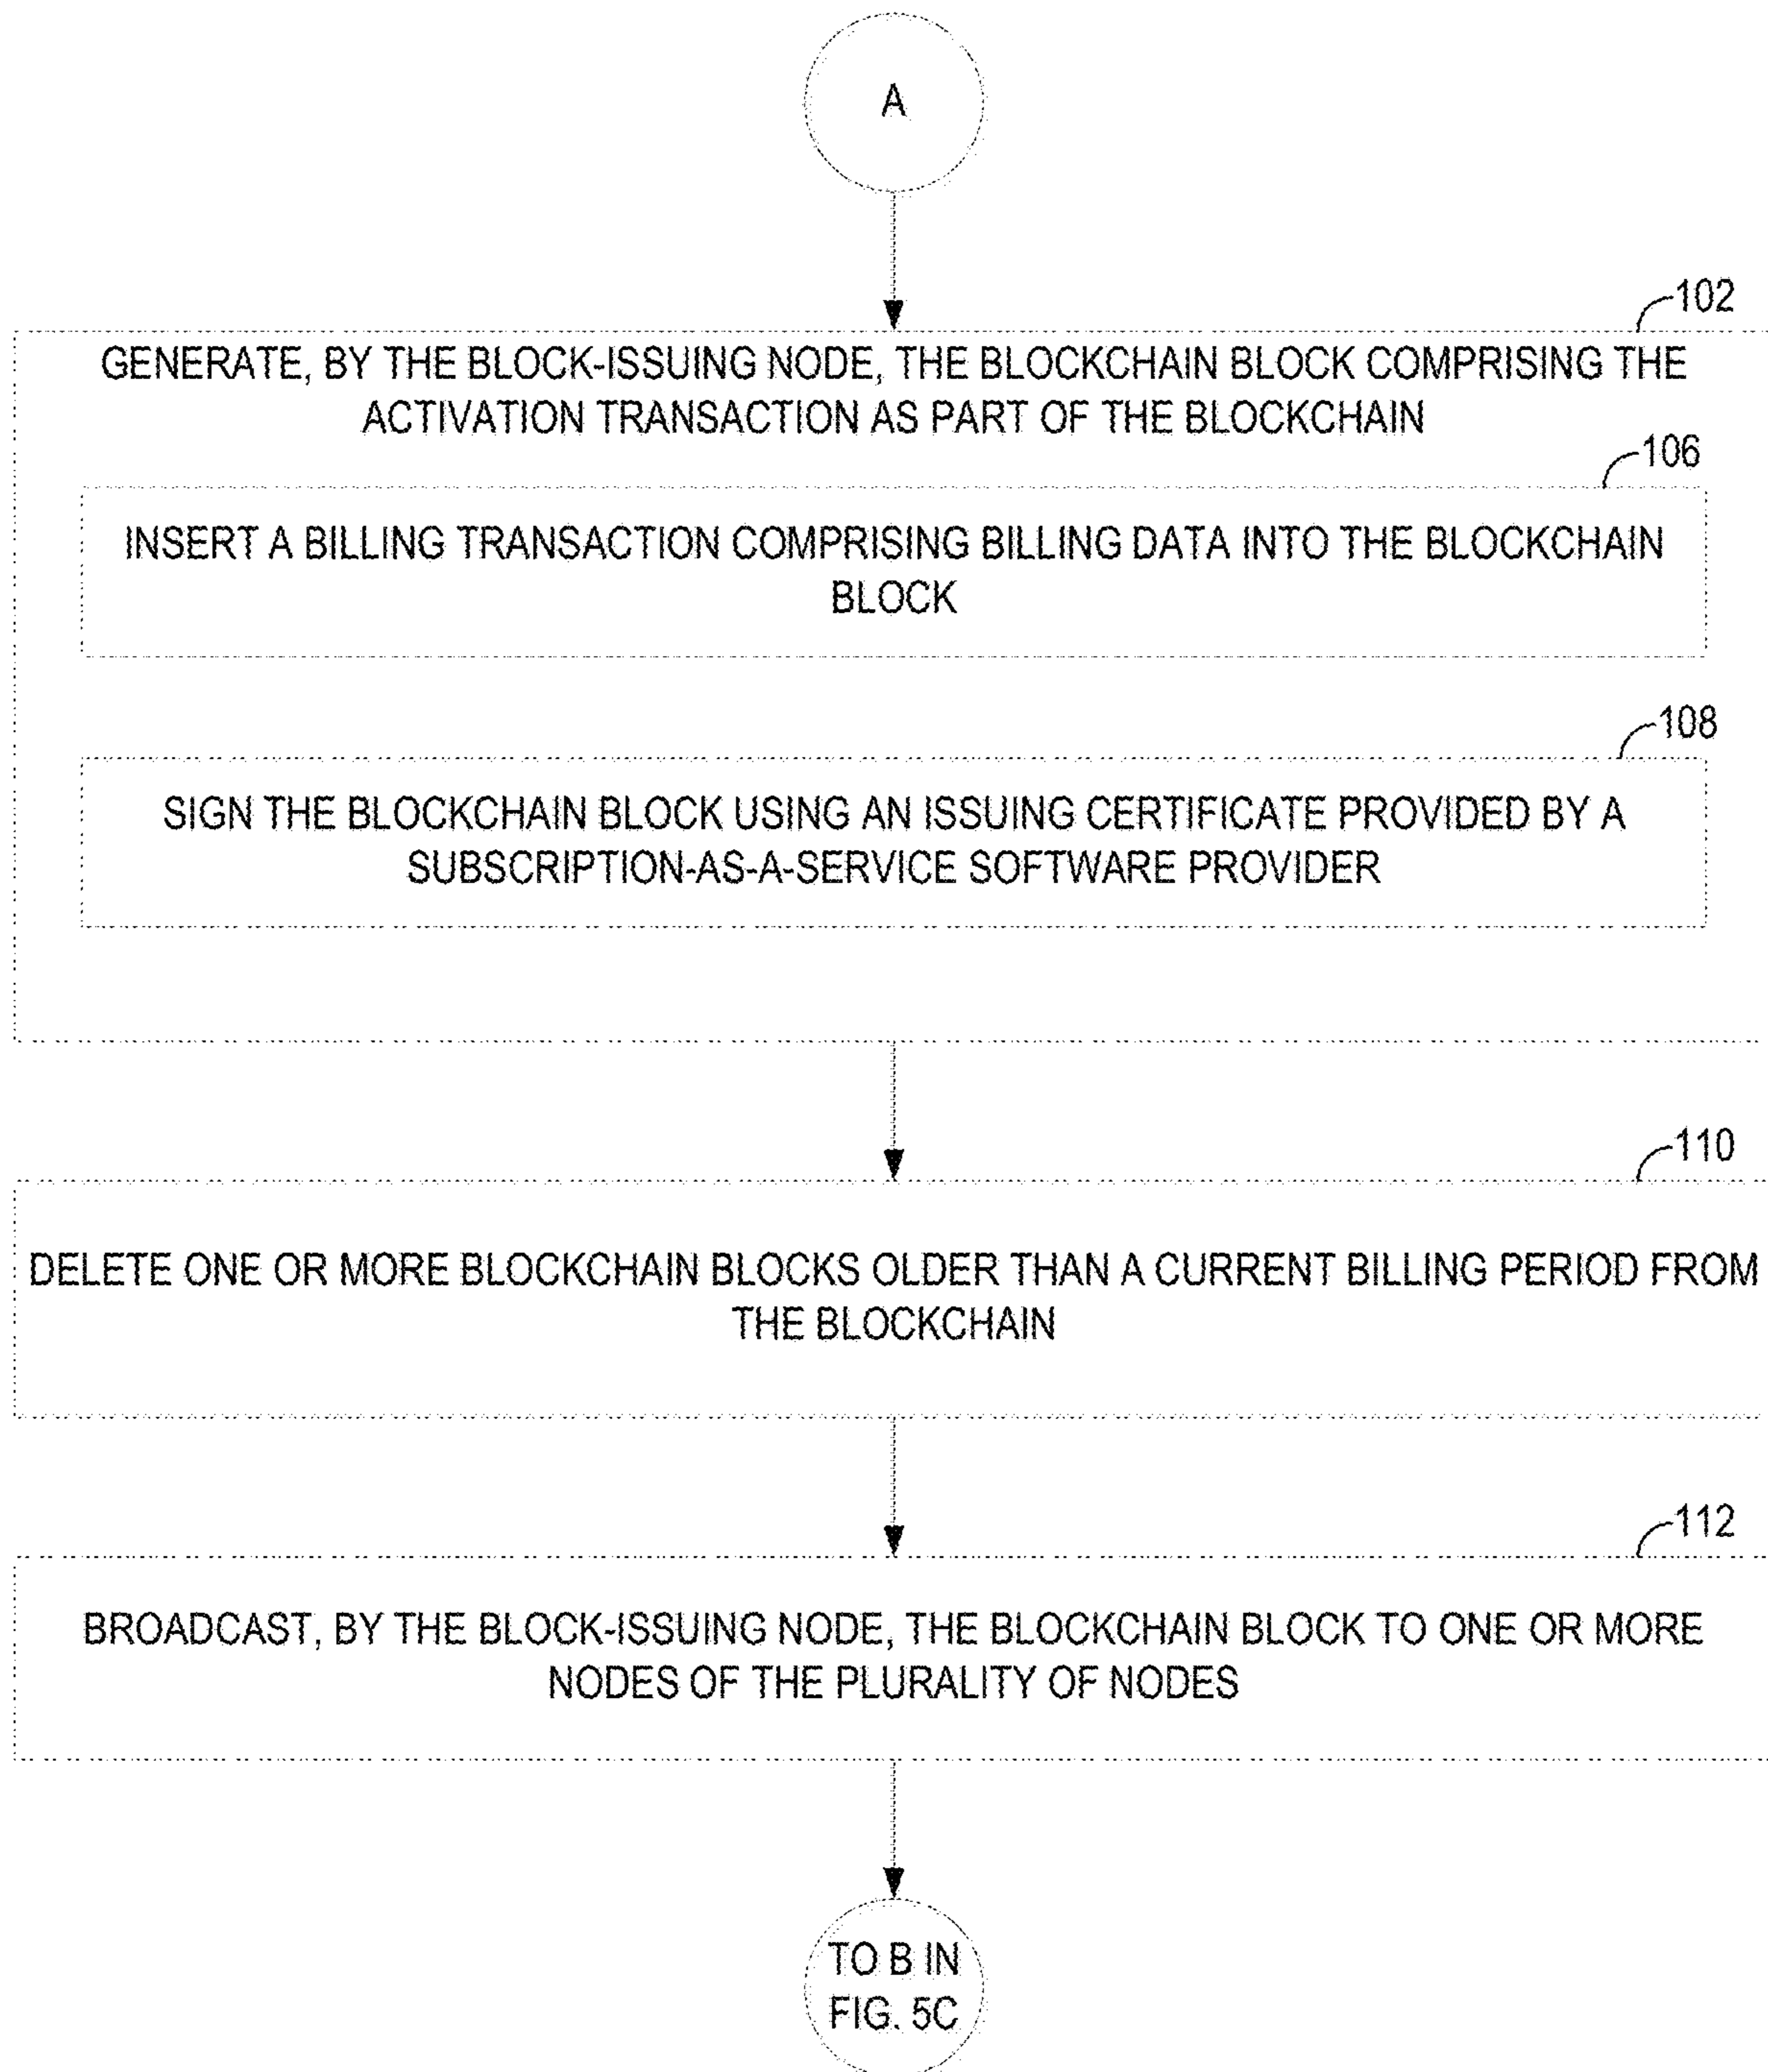 A
102
GENERATE, BY THE BLOCK-ISSUING NODE, THE BLOCKCHAIN BLOCK COMPRISING THE
ACTIVATION TRANSACTION AS PART OF THE BLOCKCHAIN
106
INSERT A BILLING TRANSACTION COMPRISING BILLING DATA INTO THE BLOCKCHAIN
BLOCK
108
SIGN THE BLOCKCHAIN BLOCK USING AN ISSUING CERTIFICATE PROVIDED BY A
SUBSCRIPTION-AS-A-SERVICE SOFTWARE PROVIDER
110
DELETE ONE OR MORE BLOCKCHAIN BLOCKS OLDER THAN A CURRENT BILLING PERIOD FROM
THE BLOCKCHAIN
112
BROADCAST, BY THE BLOCK-ISSUING NODE, THE BLOCKCHAIN BLOCK TO ONE OR MORE
NODES OF THE PLURALITY OF NODES
TO B IN
FIG. 5C